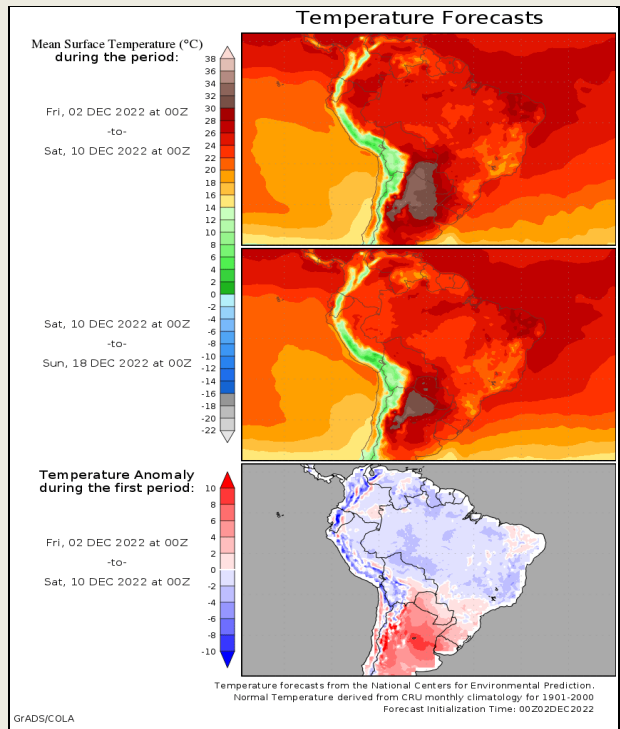 Temperature Forecasts
Mean Surface Temperature (°C)
during the period:
Fri, 02 DEC 2022 at 00Z
-to-
Sat, 10 DEC 2022 at 00Z
38
36
34
32
30
28
26
24
22
20
18
16
14
12
10
8
6
4
2
0
-2
-4
-6
-8
-10
-12
-14
-16
-18
-20
-22
Sat, 10 DEC 2022 at 00Z
-to-
Sun, 18 DEC 2022 at 00Z
Temperature Anomaly
during the first period:
Fri, 02 DEC 2022 at 00Z
-to-
Sat, 10 DEC 2022 at 00Z
10
8
6
4
2
0
-2
-4
-6
-8
-10
Temperature forecasts from the National Centers for Environmental Prediction.
Normal Temperature derived from CRU monthly climatology for 1901-2000
Forecast Initialization Time: 00Z02DEC2022
GrADS/COLA